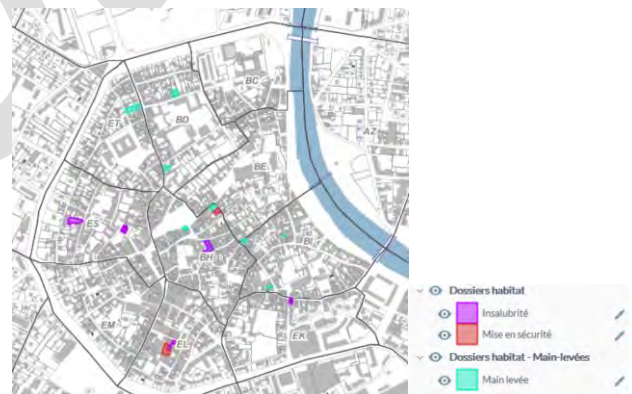 BC
ET
BD
AZ
BE
ES
BI
BH
EM
EL
EK
Dossiers habitat
Insalubrité
Mise en sécurité
Dossiers habitat - Main-levées
Main levée